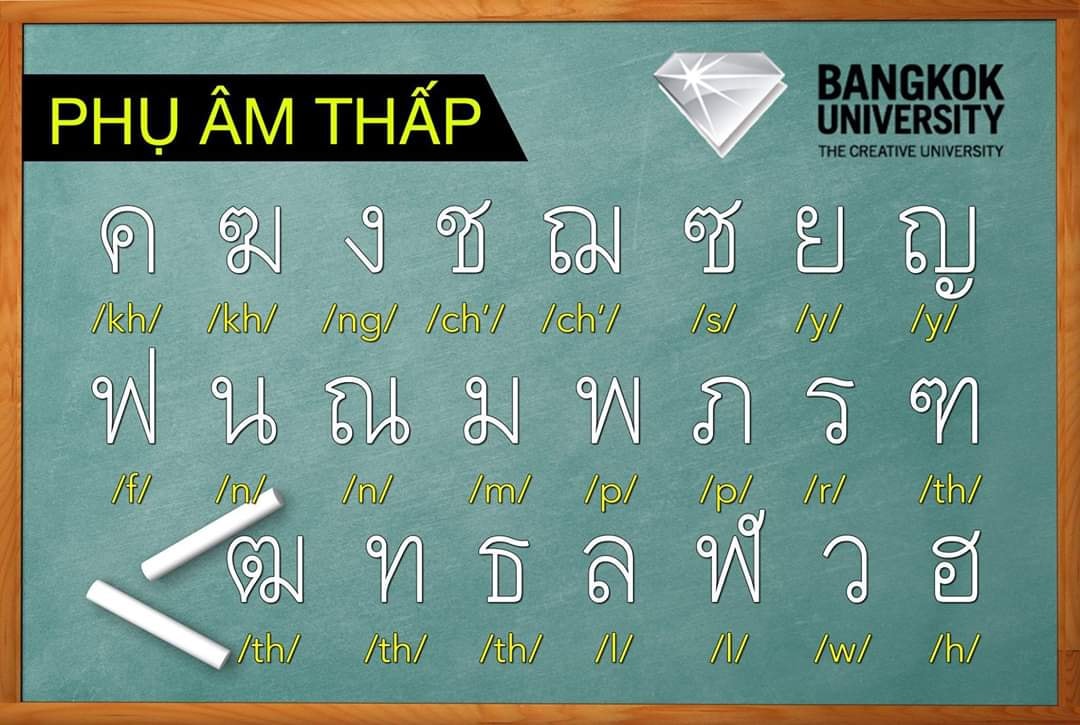 PHỤ ÂM THẤP
BANGKOK
UNIVERSITY
THE CREATIVE UNIVERSITY
ค ฆ ง ช ฌ ซ ย ญ
/kh/ /kh/ /ng/ /ch'/ /ch'/ /s/ /y/ /y/
ฟ น ณ ม พ ภ ร ฑ
/f/ /n/ /n/ /m/ /p/ /p/ /r/ /th/
ฒ ท ธ ล ฬ ว ฮ
/th/ /th/ /th/ /l/ /l/ /w/ /h/